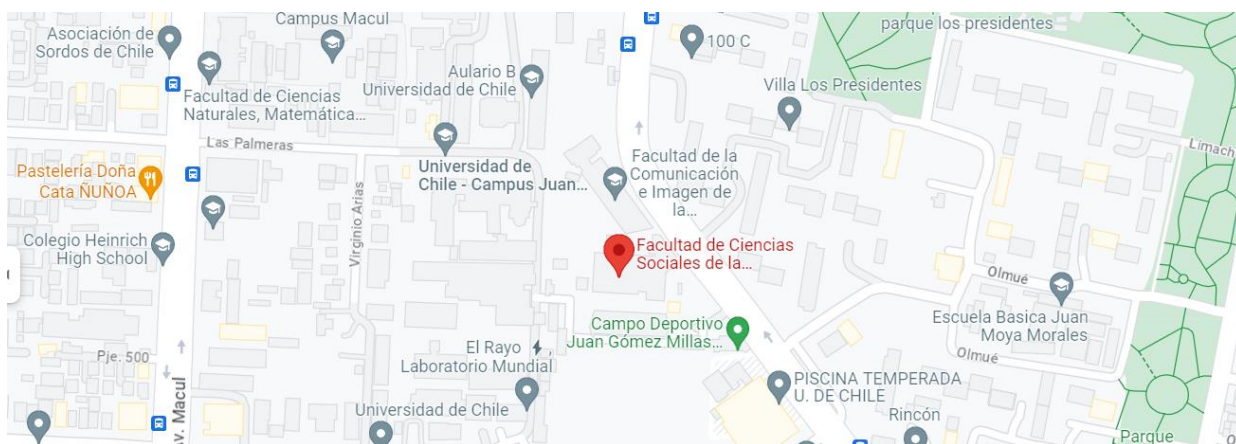 Campus Macul
parque los presidentes
Asociación de
Sordos de Chile
100 C
Aulario B
Universidad de Chile
Villa Los Presidentes
Facultad de Ciencias
Naturales, Matemática...
Las Palmeras
Limach
Universidad de
Chile - Campus Juan...
Facultad de la
Comunicación
e Imagen de
la...
Pastelería Doña
Cata ÑUÑOA
Virginio Arias
Colegio Heinrich
High School
Facultad de Ciencias
Sociales de la...
Olmué
Escuela Basica Juan
Moya Morales
Campo Deportivo
Juan Gómez Millas...
El Rayo
Laboratorio Mundial
Pje. 500
Olmué
Av. Macul
PISCINA TEMPERADA
U. DE CHILE
Universidad de Chile
Rincón
Parque